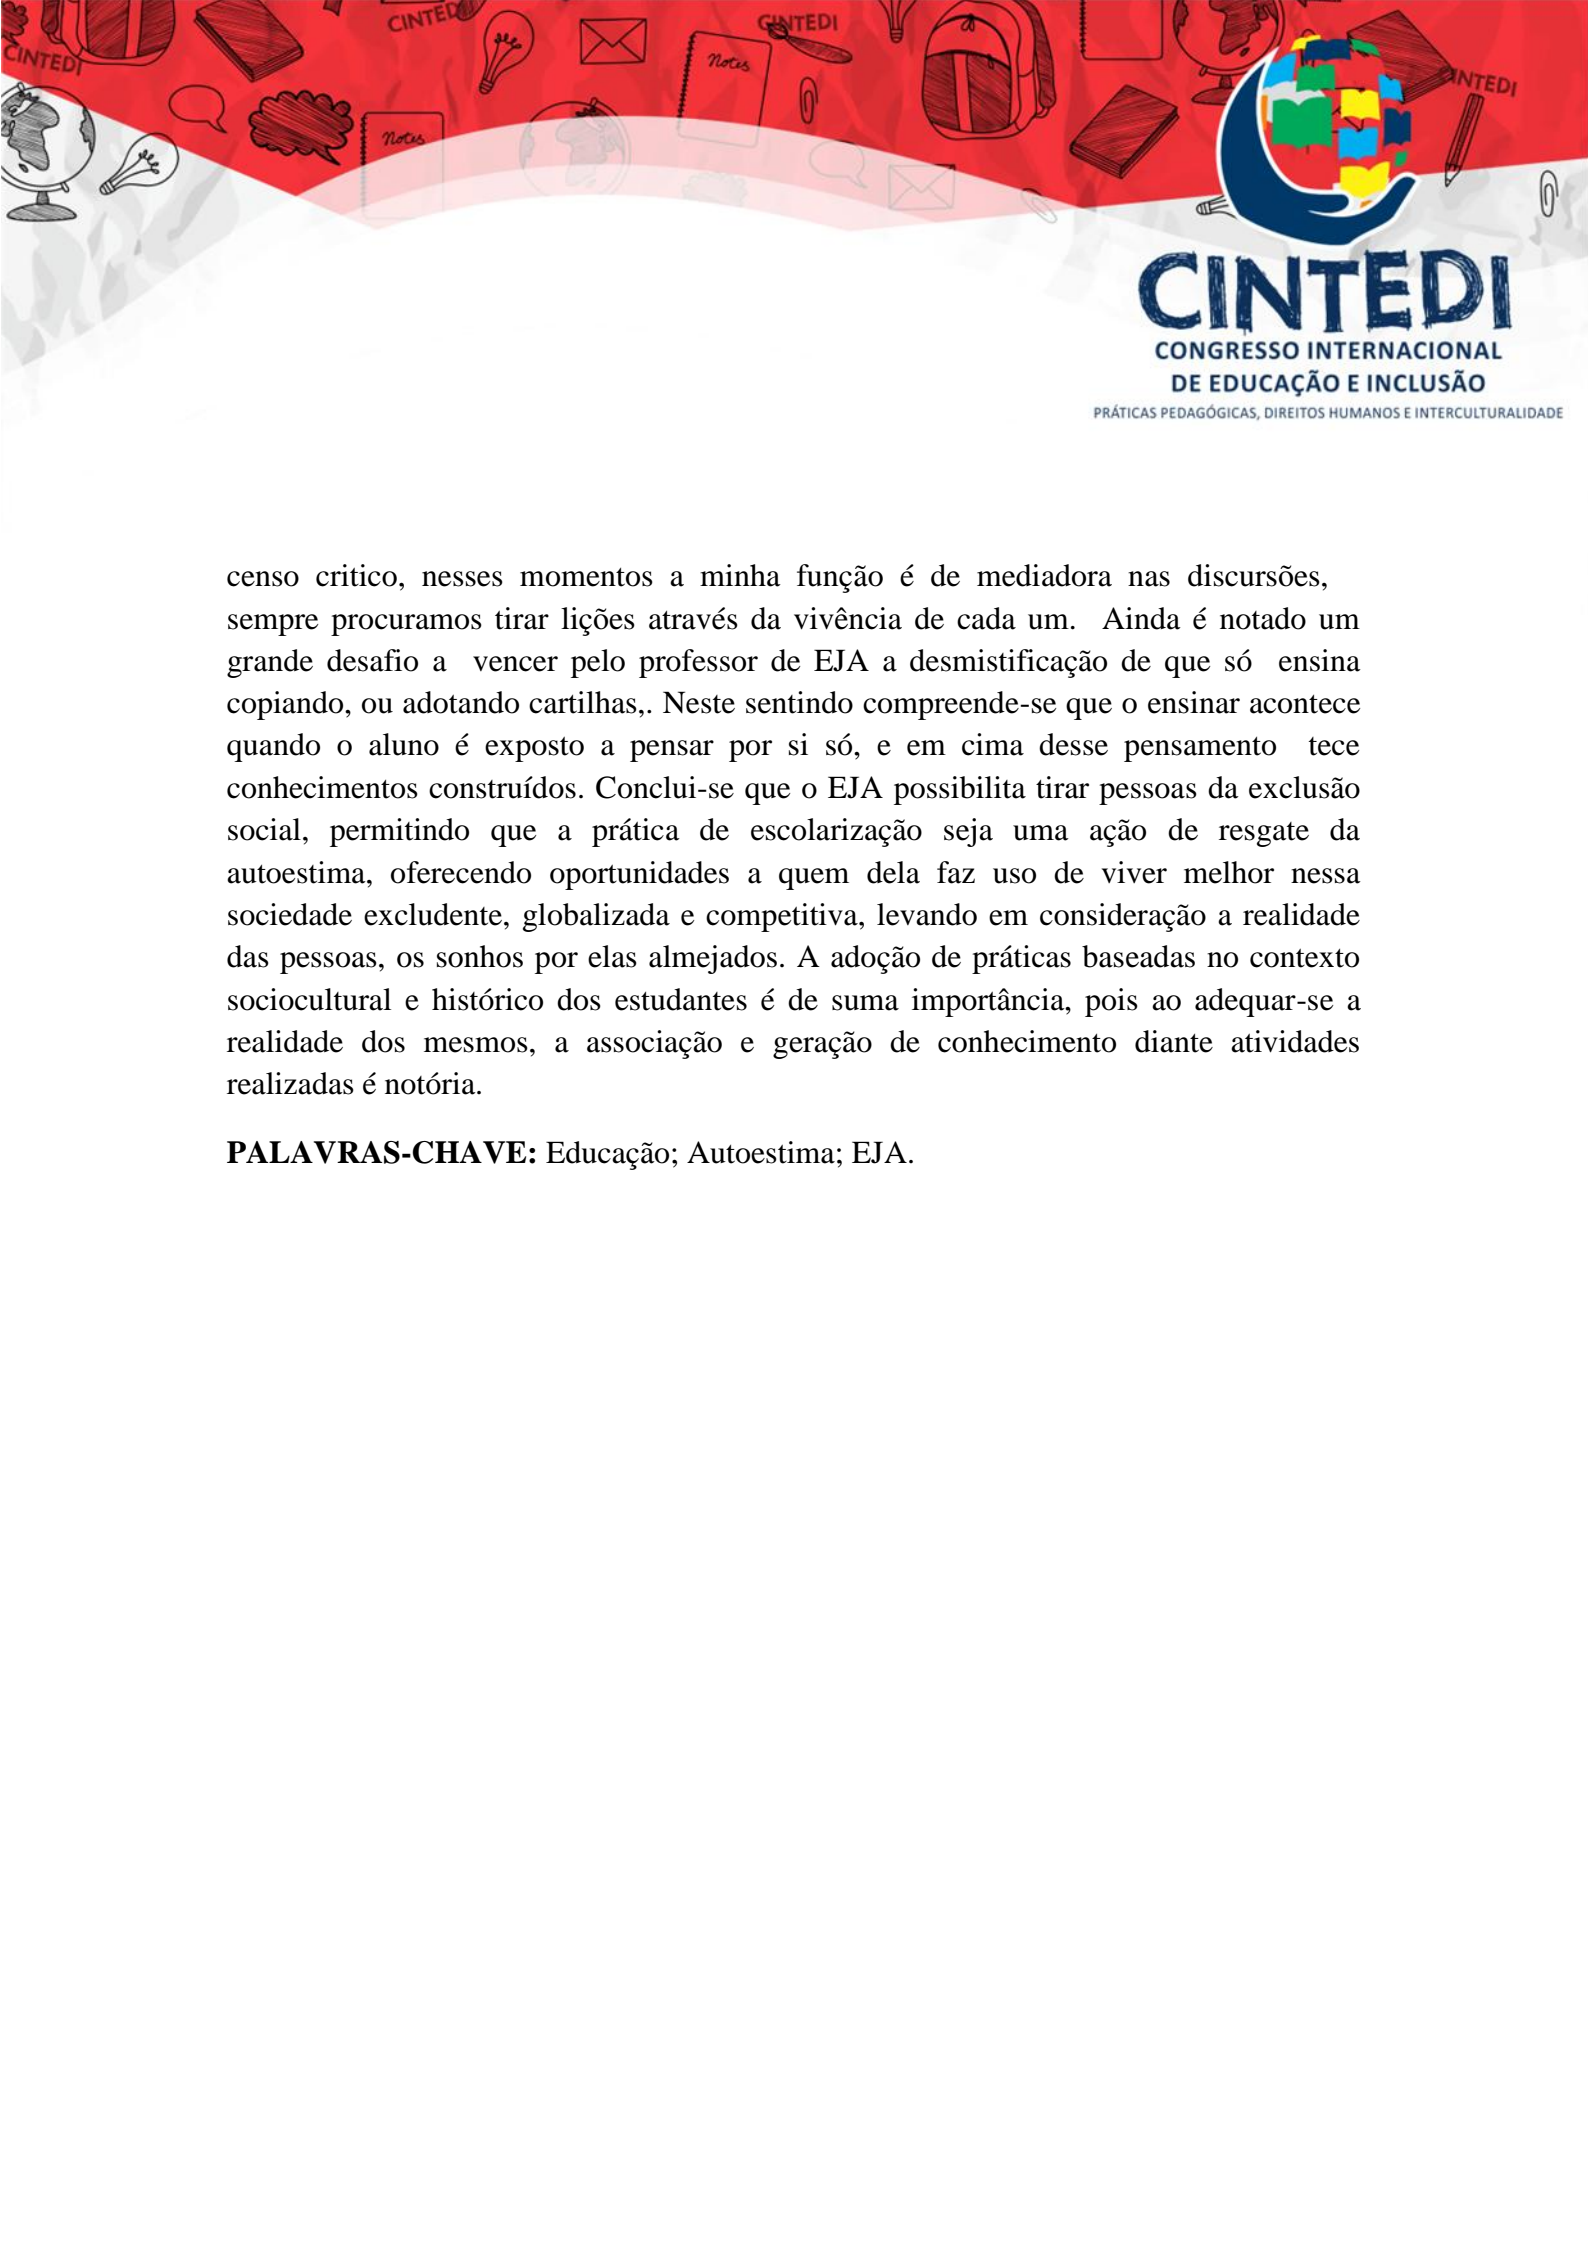 CINTEDI
CINTEDI
CINTEDI
CINTEDI
Notes
Notes
CINTEDI
CONGRESSO INTERNACIONAL
DE EDUCAÇÃO E INCLUSÃO
PRÁTICAS PEDAGÓGICAS, DIREITOS HUMANOS E INTERCULTURALIDADE
censo critico, nesses momentos a minha função é de mediadora nas discursões,
sempre procuramos tirar lições através da vivência de cada um. Ainda é notado um
grande desafio a vencer pelo professor de EJA a desmistificação de que só ensina
copiando, ou adotando cartilhas,. Neste sentindo compreende-se que o ensinar acontece
quando o aluno é exposto a pensar por si só, e em cima desse pensamento tece
conhecimentos construídos. Conclui-se que o EJA possibilita tirar pessoas da exclusão
social, permitindo que a prática de escolarização seja uma ação de resgate da
autoestima, oferecendo oportunidades a quem dela faz uso de viver melhor nessa
sociedade excludente, globalizada e competitiva, levando em consideração a realidade
das pessoas, os sonhos por elas almejados. A adoção de práticas baseadas no contexto
sociocultural e histórico dos estudantes é de suma importância, pois ao adequar-se a
realidade dos mesmos, a associação e geração de conhecimento diante atividades
realizadas é notória.
PALAVRAS-CHAVE: Educação; Autoestima; EJA.